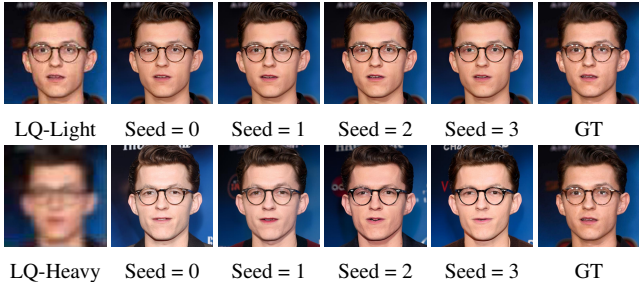 LQ-Light Seed = 0 Seed = 1 Seed = 2 Seed = 3 GT
LQ-Heavy Seed = 0 Seed = 1 Seed = 2 Seed = 3 GT